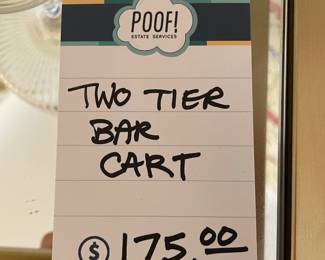 POOF!
ESTATE SERVICES
TWO TIER
BAR
CART
$ 175.00